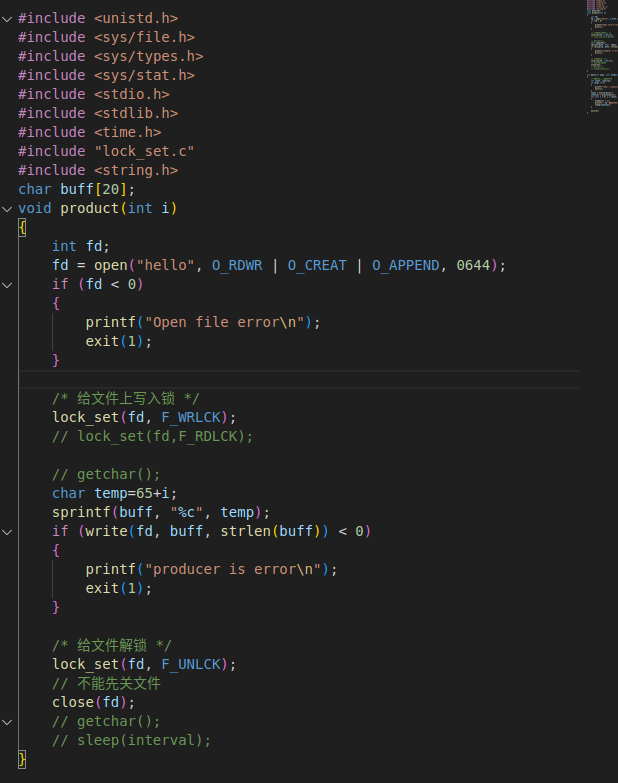 #include <unistd.h>
#include <sys/file.h>
#include <sys/types.h>
#include <sys/stat.h>
#include <stdio.h>
#include <stdlib.h>
#include <time.h>
#include "lock_set.c"
#include <string.h>
char buff[20];
void product(int i)
{
    int fd;
    fd = open("hello", O_RDWR | O_CREAT | O_APPEND, 0644);
    if (fd < 0)
    {
        printf("Open file error\n");
        exit(1);
    }
    /* 给文件上写入锁 */
    lock_set(fd, F_WRLCK);
    // lock_set(fd,F_RDLCK);
    // getchar();
    char temp=65+i;
    sprintf(buff, "%c", temp);
    if (write(fd, buff, strlen(buff)) < 0)
    {
        printf("producer is error\n");
        exit(1);
    }
    /* 给文件解锁 */
    lock_set(fd, F_UNLCK);
    // 不能先关文件
    close(fd);
    // getchar();
    // sleep(interval);
}